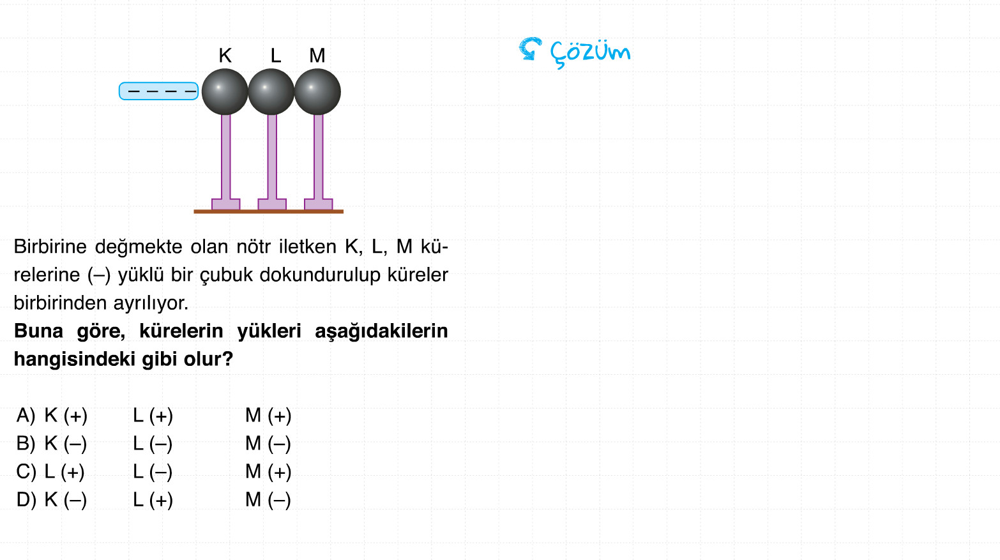 K L M
– – – –
Çözüm
Birbirine değmekte olan nötr iletken K, L, M kü-
relerine (–) yüklü bir çubuk dokundurulup küreler
birbirinden ayrılıyor.
Buna göre, kürelerin yükleri aşağıdakilerin
hangisindeki gibi olur?
A) K (+) L (+) M (+)
B) K (–) L (–) M (–)
C) L (+) L (–) M (+)
D) K (–) L (+) M (–)